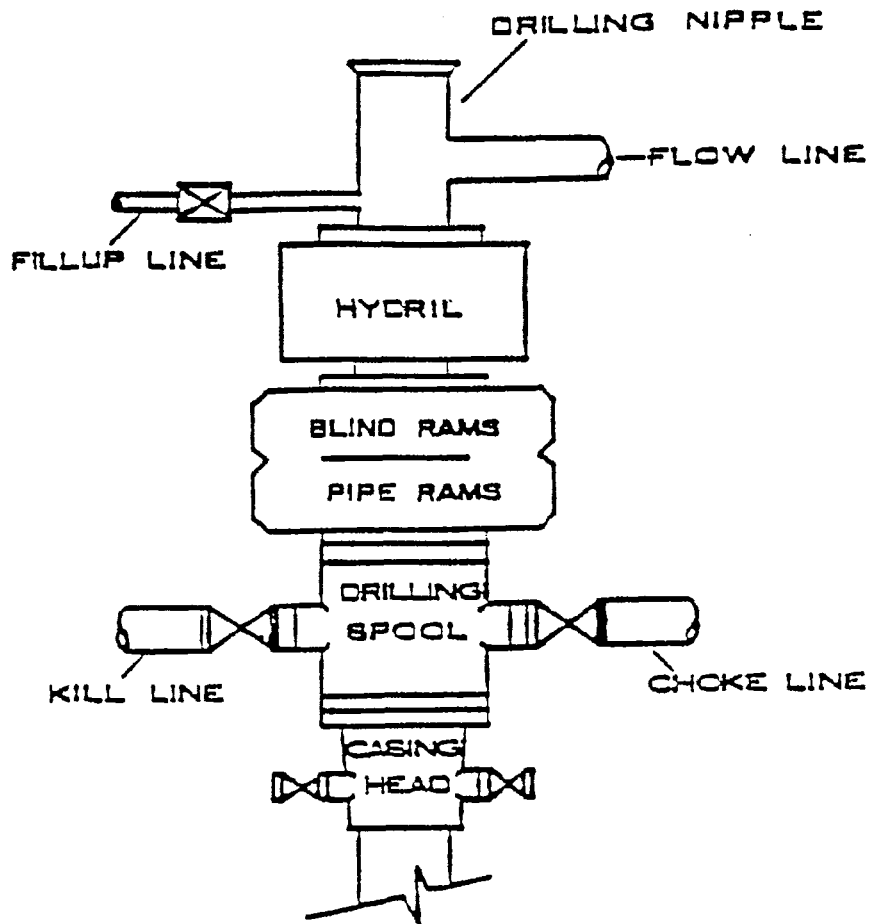 DRILLING NIPPLE
FLOW LINE
FILLUP LINE
HYDRIL
BLIND RAMS
PIPE RAMS
DRILLING
SPOOL
KILL LINE
CHOKE LINE
CASING
HEAD